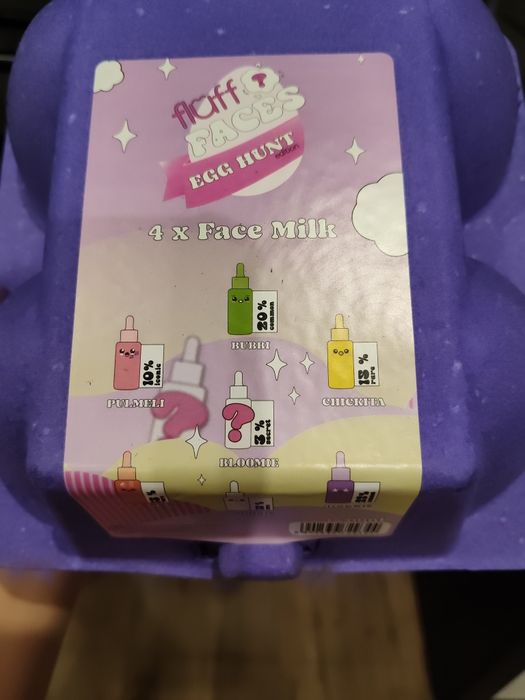 fluff
FACES
EGG HUNT
edition
4 x Face Milk
20 %
common
BUBBI
10%
iconic
PULMELI
15 %
rare
CHICKITA
3 %
secret
BLOOMIE